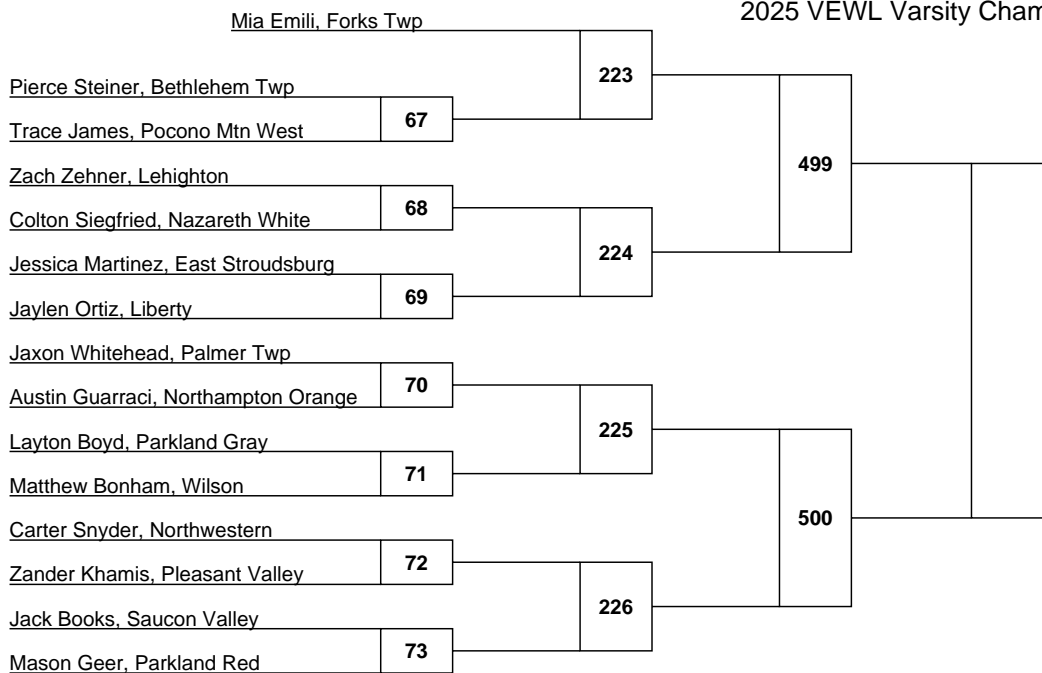 2025 VEWL Varsity Cham
Mia Emili, Forks Twp
223
Pierce Steiner, Bethlehem Twp
67
Trace James, Pocono Mtn West
499
Zach Zehner, Lehighton
68
Colton Siegfried, Nazareth White
224
Jessica Martinez, East Stroudsburg
69
Jaylen Ortiz, Liberty
Jaxon Whitehead, Palmer Twp
70
Austin Guarraci, Northampton Orange
225
Layton Boyd, Parkland Gray
71
Matthew Bonham, Wilson
500
Carter Snyder, Northwestern
72
Zander Khamis, Pleasant Valley
226
Jack Books, Saucon Valley
73
Mason Geer, Parkland Red